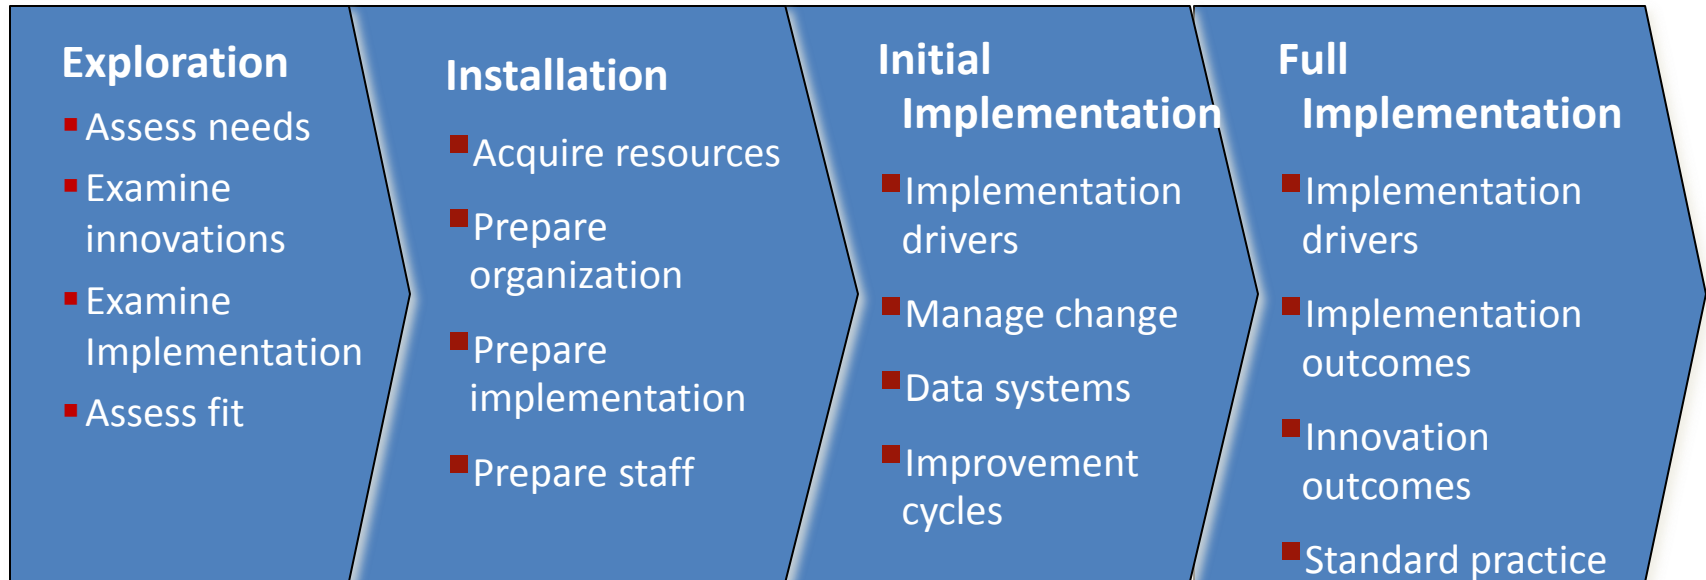 Exploration
Assess needs
Examine
innovations
Examine
Implementation
Assess fit
Installation
Acquire resources
Prepare
organization
Prepare
implementation
Prepare staff
Initial
Implementation
Implementation
drivers
Manage change
Data systems
Improvement
cycles
Full
Implementation
Implementation
drivers
Implementation
outcomes
Innovation
outcomes
Standard practice